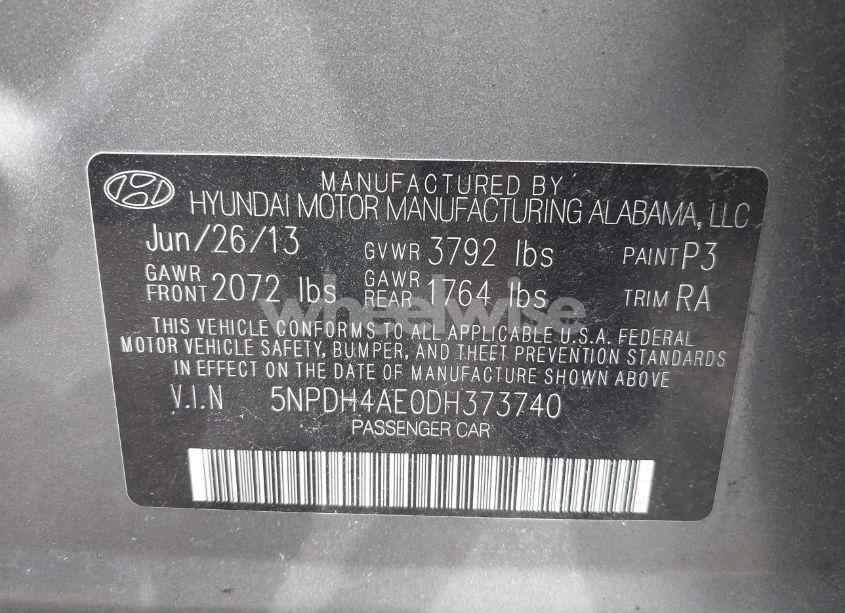 MANUFACTURED BY
HYUNDAI MOTOR MANUFACTURING ALABAMA, LLC
Jun/26/13 GVWR 3792 lbs PAINT P3
GAWR FRONT 2072 lbs GAWR REAR 1764 lbs TRIM RA
THIS VEHICLE CONFORMS TO ALL APPLICABLE U.S.A. FEDERAL
MOTOR VEHICLE SAFETY, BUMPER, AND THEFT PREVENTION STANDARDS
IN EFFECT ON THE DATE OF MANUFACTURE SHOWN ABOVE
V.I.N 5NPDH4AE0DH373740
PASSENGER CAR
wheelwise